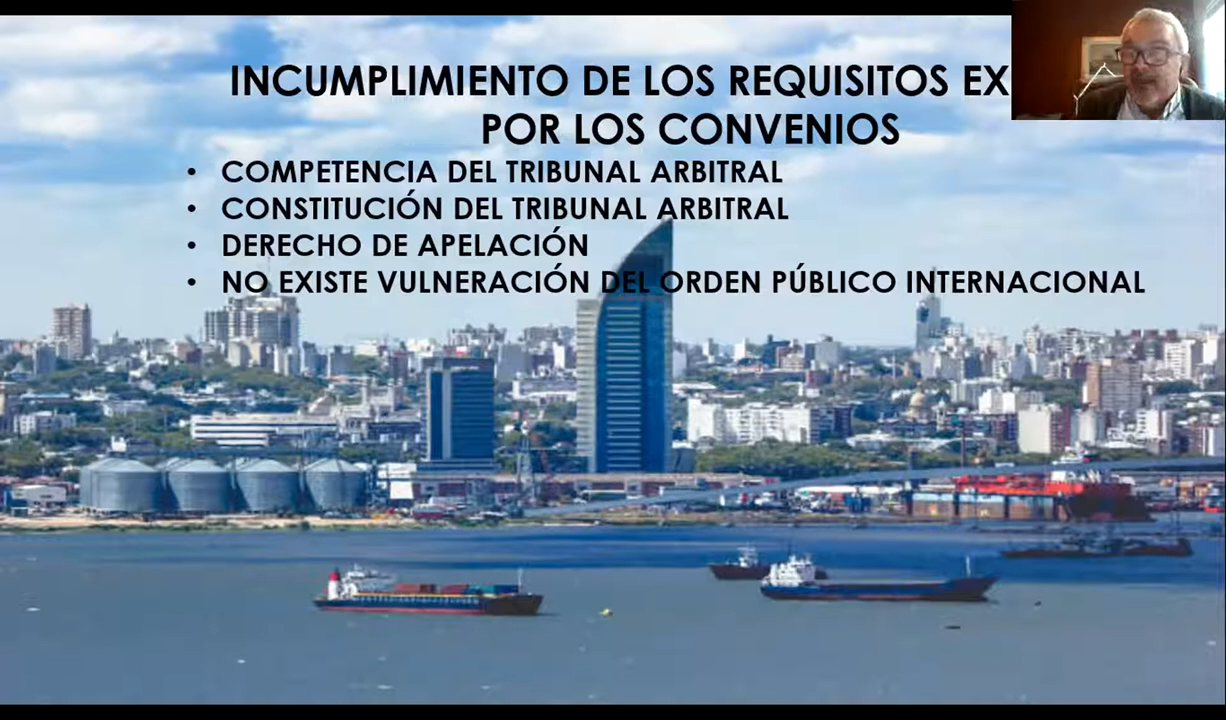 INCUMPLIMIENTO DE LOS REQUISITOS EX
POR LOS CONVENIOS
• COMPETENCIA DEL TRIBUNAL ARBITRAL
• CONSTITUCIÓN DEL TRIBUNAL ARBITRAL
• DERECHO DE APELACIÓN
• NO EXISTE VULNERACIÓN DEL ORDEN PÚBLICO INTERNACIONAL